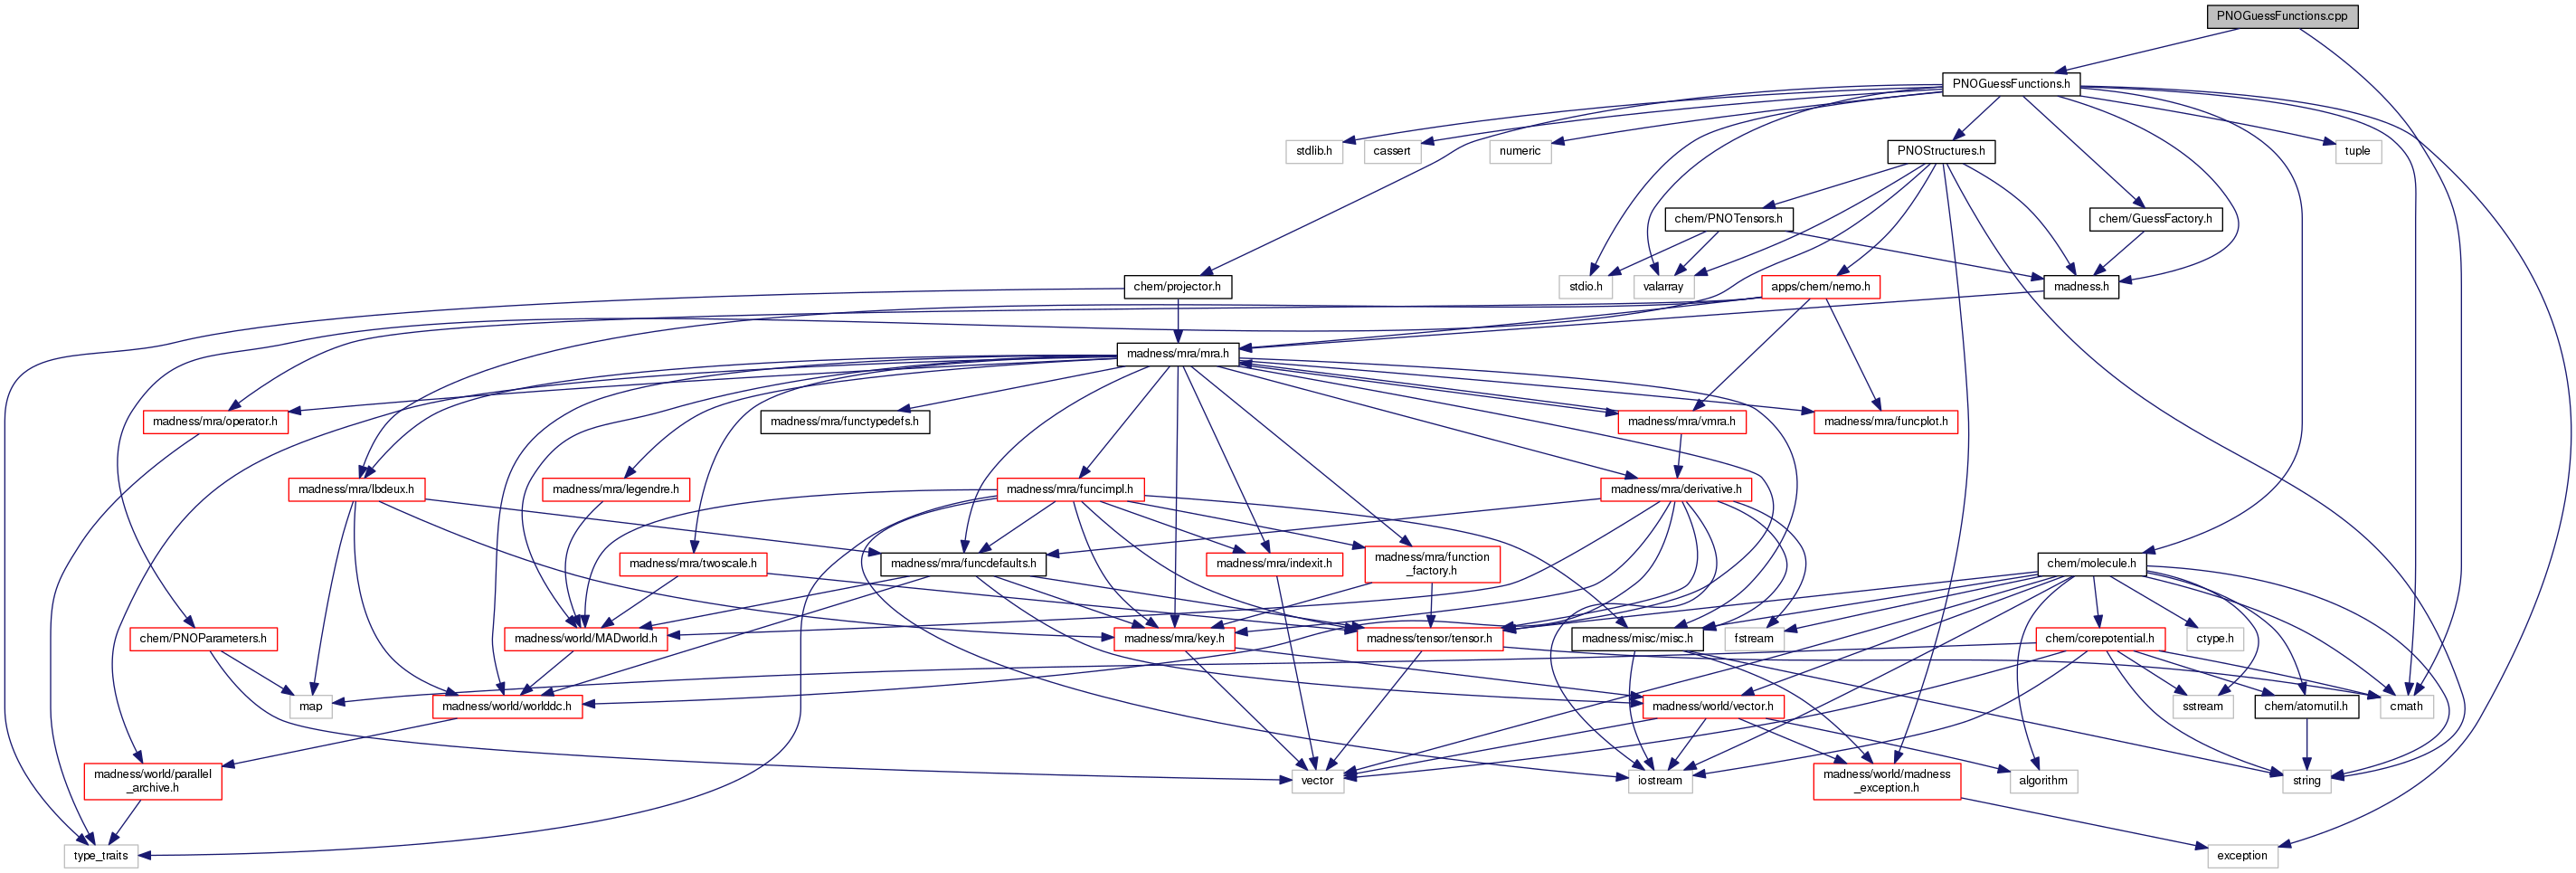 PNOGuessFunctions.cpp
PNOGuessFunctions.h
stdlib.h
cassert
numeric
PNOStructures.h
tuple
chem/PNOTensors.h
chem/GuessFactory.h
chem/projector.h
stdio.h
valarray
apps/chem/nemo.h
madness.h
madness/mra/mra.h
madness/mra/operator.h
madness/mra/functypedefs.h
madness/mra/vmra.h
madness/mra/funcplot.h
madness/mra/lbdeux.h
madness/mra/legendre.h
madness/mra/funcimpl.h
madness/mra/derivative.h
madness/mra/twoscale.h
madness/mra/funcdefaults.h
madness/mra/indexit.h
madness/mra/function
_factory.h
chem/molecule.h
chem/PNOParameters.h
madness/world/MADworld.h
madness/mra/key.h
madness/tensor/tensor.h
madness/misc/misc.h
fstream
chem/corepotential.h
ctype.h
map
madness/world/worlddc.h
madness/world/vector.h
sstream
chem/atomutil.h
cmath
madness/world/parallel
_archive.h
vector
iostream
madness/world/madness
_exception.h
algorithm
string
type_traits
exception